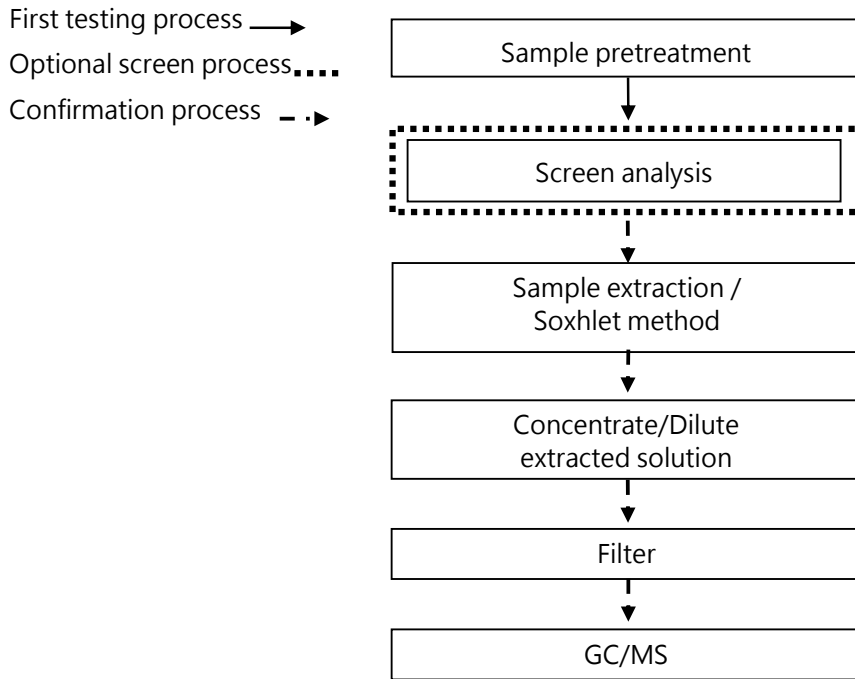 First testing process
Optional screen process
Confirmation process
Sample pretreatment
Screen analysis
Sample extraction /
Soxhlet method
Concentrate/Dilute
extracted solution
Filter
GC/MS